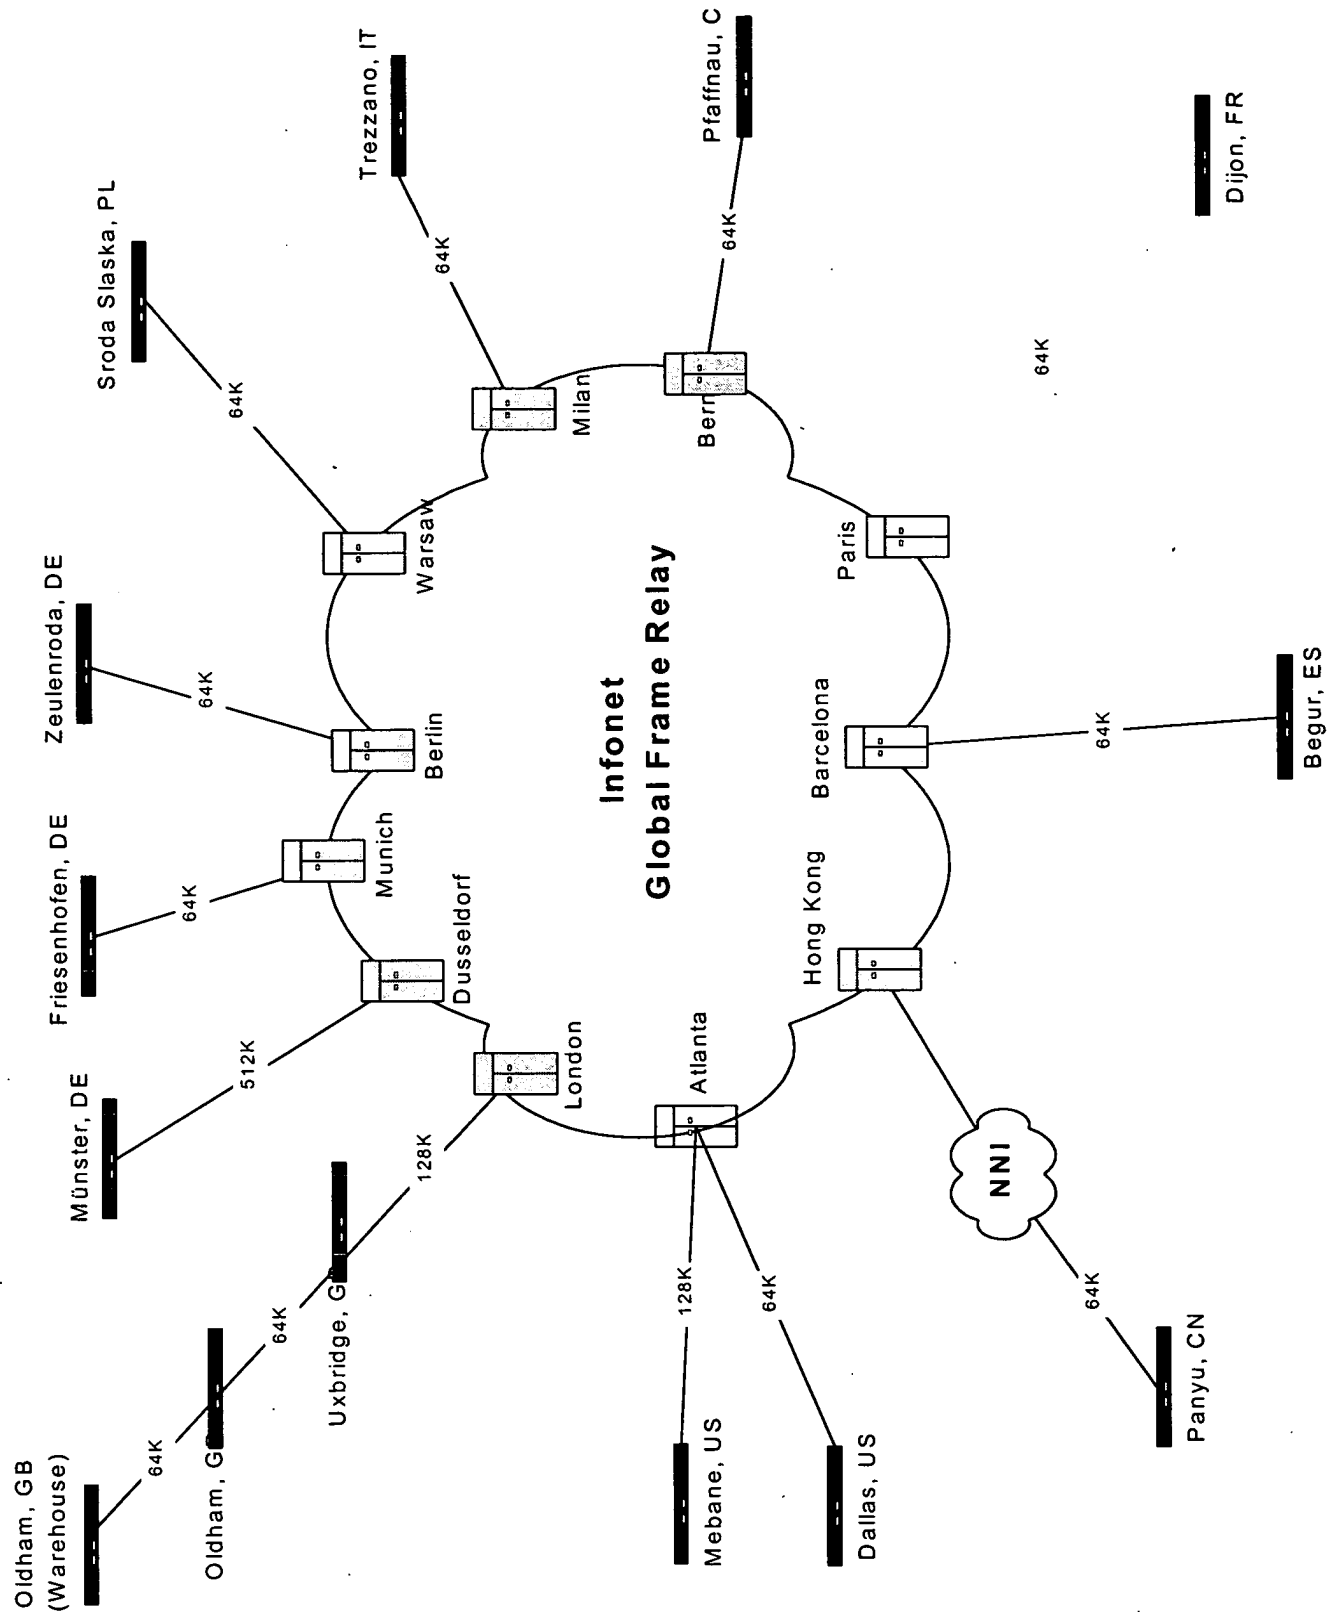 Oldham, GB
(Warehouse)
64K
Oldham, G
64K
Uxbridge, G
128K
London
Münster, DE
512K
Dusseldorf
Friesenhofen, DE
64K
Munich
Zeulenroda, DE
64K
Berlin
Sroda Slaska, PL
64K
Warsaw
Trezzano, IT
64K
Milan
Pfaffnau, C
64K
Bern
Infonet
Global Frame Relay
Mebane, US
128K
Atlanta
Dallas, US
64K
Hong Kong
NNI
64K
Panyu, CN
Barcelona
64K
Begur, ES
Paris
64K
Dijon, FR